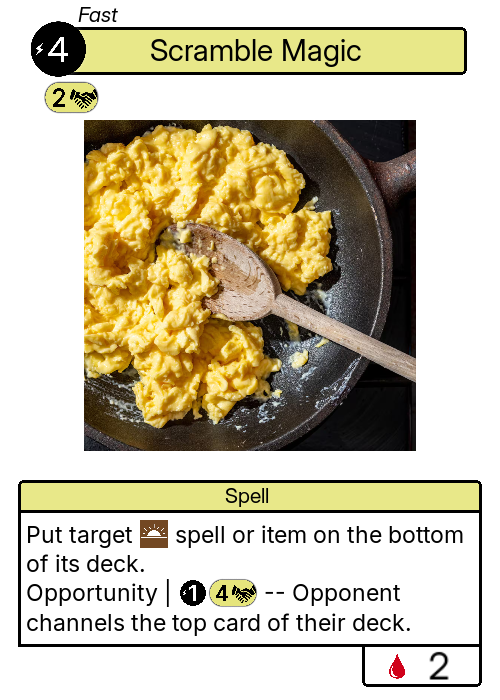 Fast
4
Scramble Magic
2
Spell
Put target spell or item on the bottom
of its deck.
Opportunity | 1 4 -- Opponent
channels the top card of their deck.
2